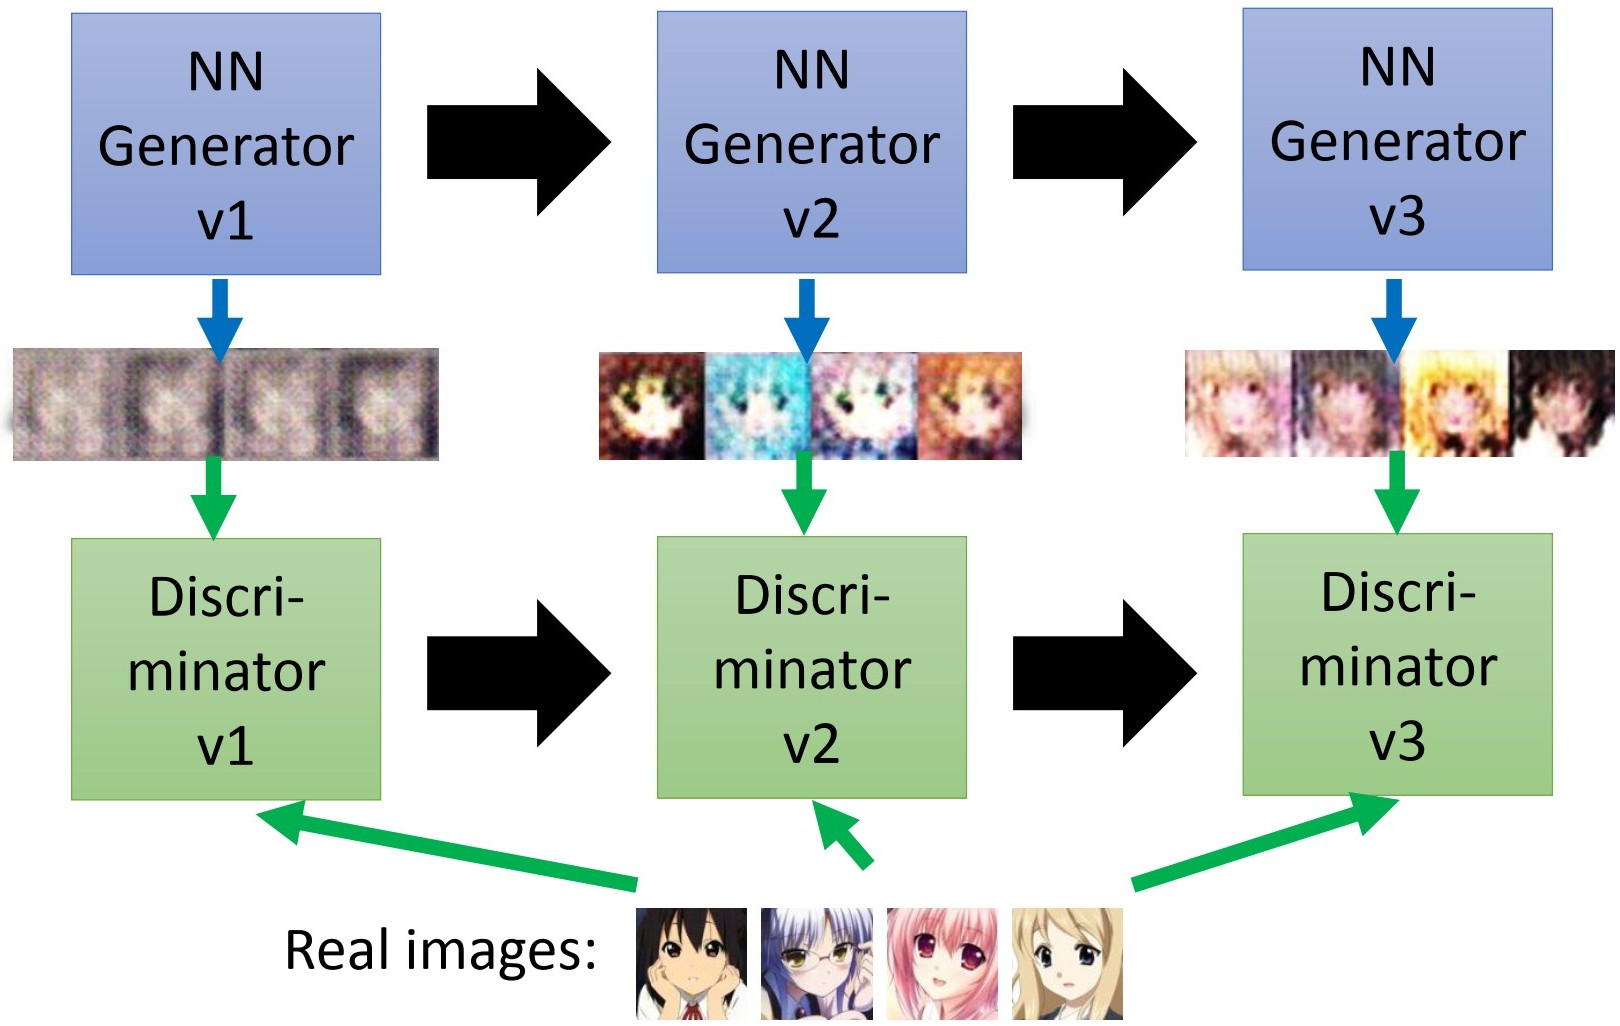 NN
Generator
v1
NN
Generator
v2
NN
Generator
v3
Discri-
minator
v1
Discri-
minator
v2
Discri-
minator
v3
Real images: